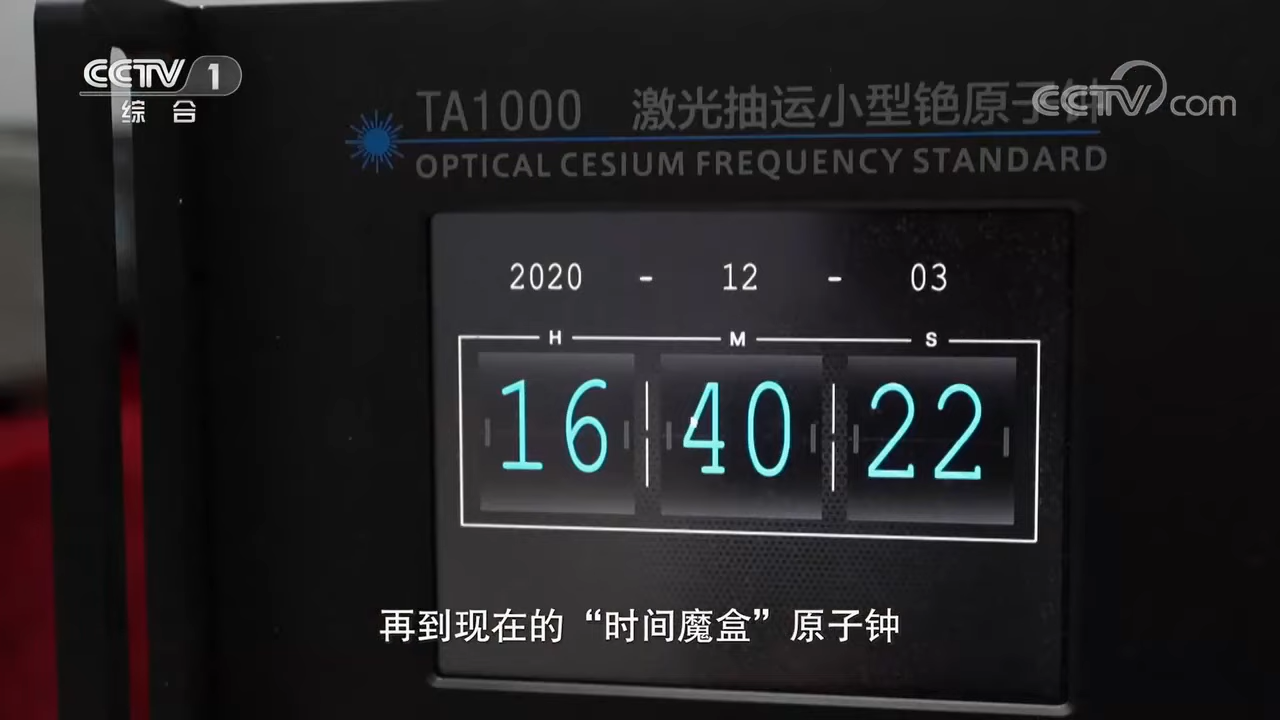 CCTV 1
综合
CCTV.com
TA1000 激光抽运小型铯原子钟
OPTICAL CESIUM FREQUENCY STANDARD
2020 - 12 - 03
H M S
16 40 22
再到现在的“时间魔盒”原子钟